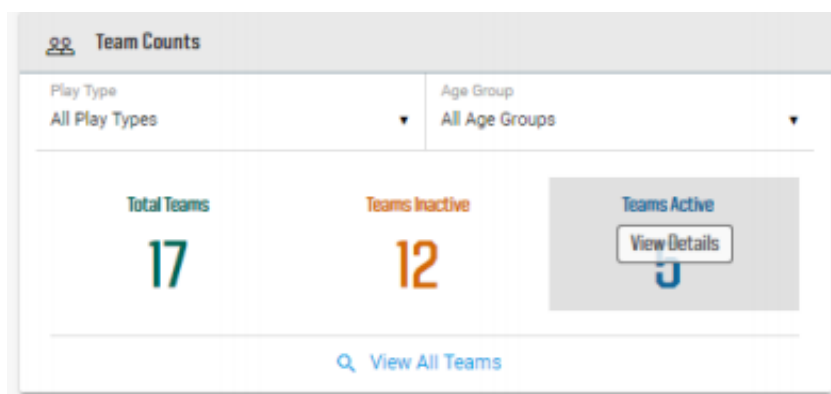 Team Counts
Play Type
All Play Types
Age Group
All Age Groups
Total Teams
17
Teams Inactive
12
Teams Active
View Details
5
View All Teams